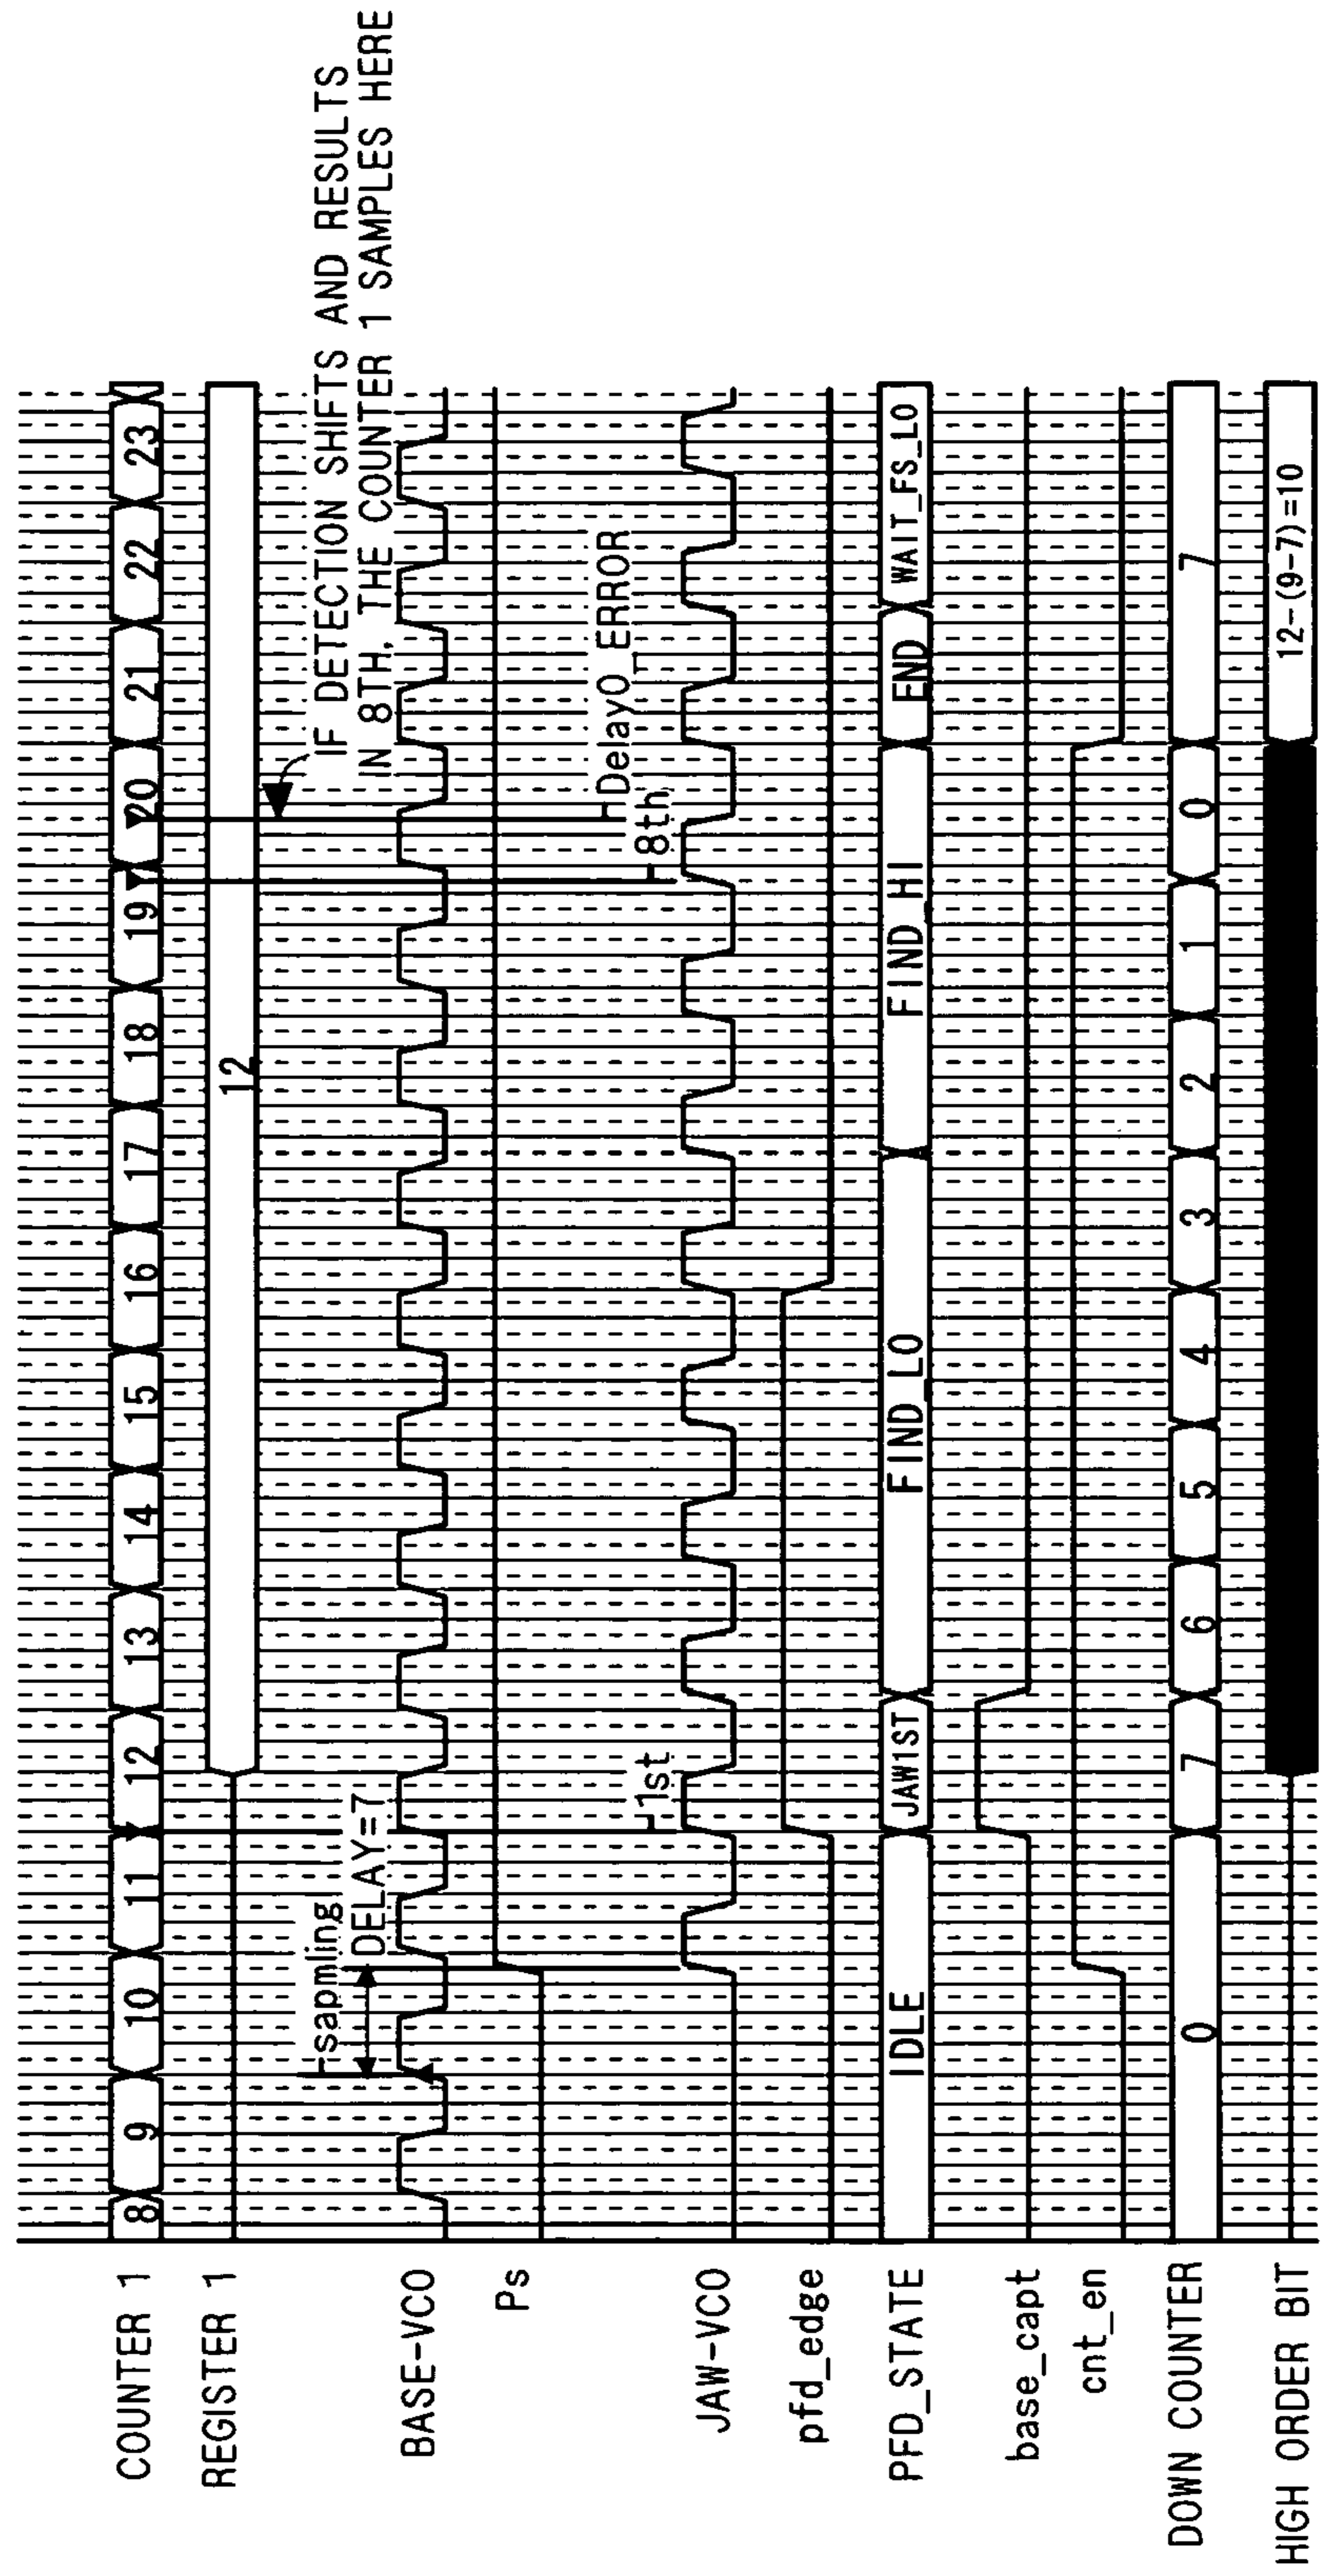 COUNTER 1
8 9 10 11 12 13 14 15 16 17 18 19 20 21 22 23
REGISTER 1
12
IF DETECTION SHIFTS AND RESULTS
IN 8TH, THE COUNTER 1 SAMPLES HERE
sapmling
DELAY=7
BASE-VCO
Ps
Delay0_ERROR
1st
8th
JAW-VCO
pfd_edge
PFD_STATE
IDLE JAW1ST FIND_LO FIND_HI END WAIT_FS_LO
base_capt
cnt_en
DOWN COUNTER
0 7 6 5 4 3 2 1 0 7
HIGH ORDER BIT
12-(9-7)=10